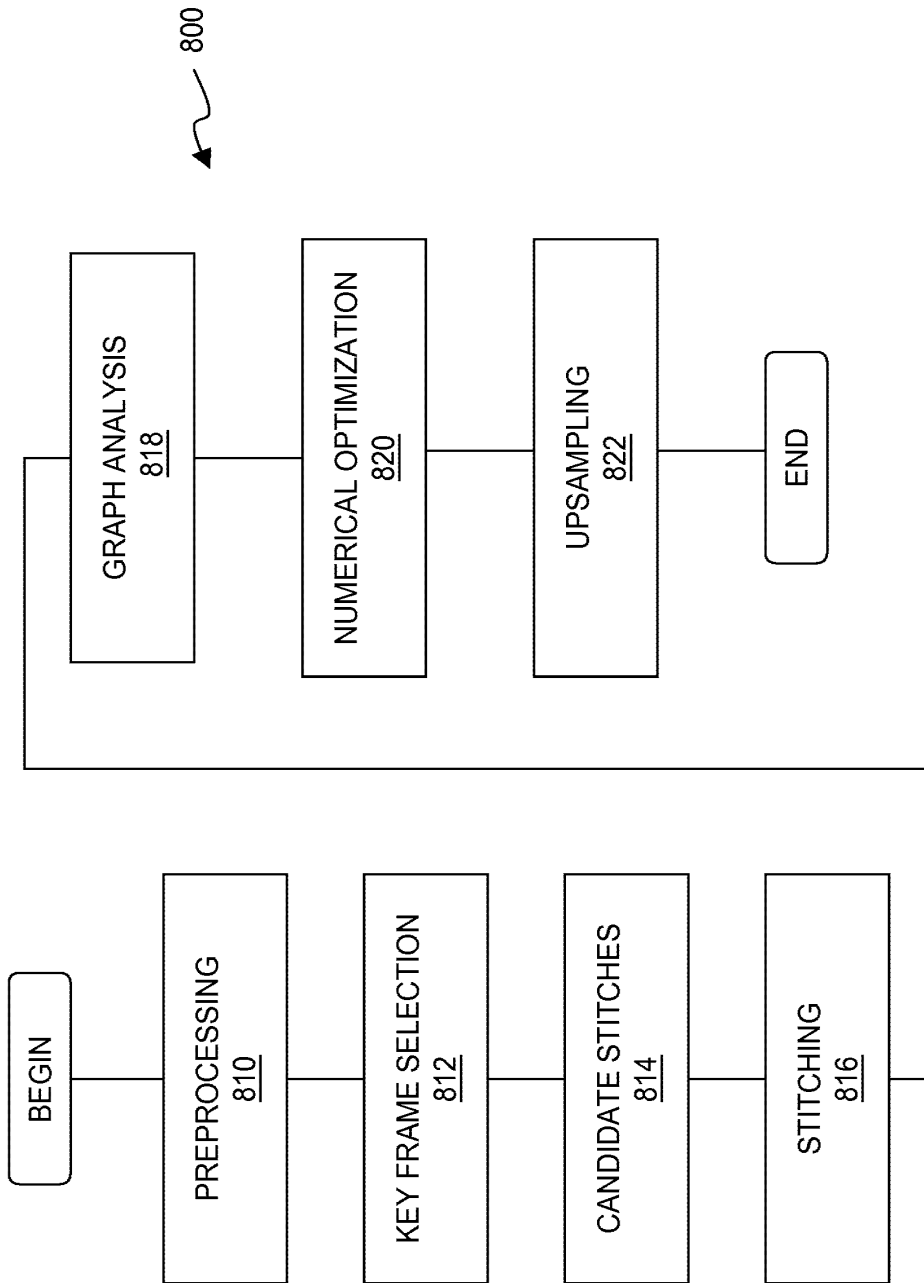 BEGIN
PREPROCESSING
810
KEY FRAME SELECTION
812
CANDIDATE STITCHES
814
STITCHING
816
GRAPH ANALYSIS
818
NUMERICAL OPTIMIZATION
820
UPSAMPLING
822
END
800